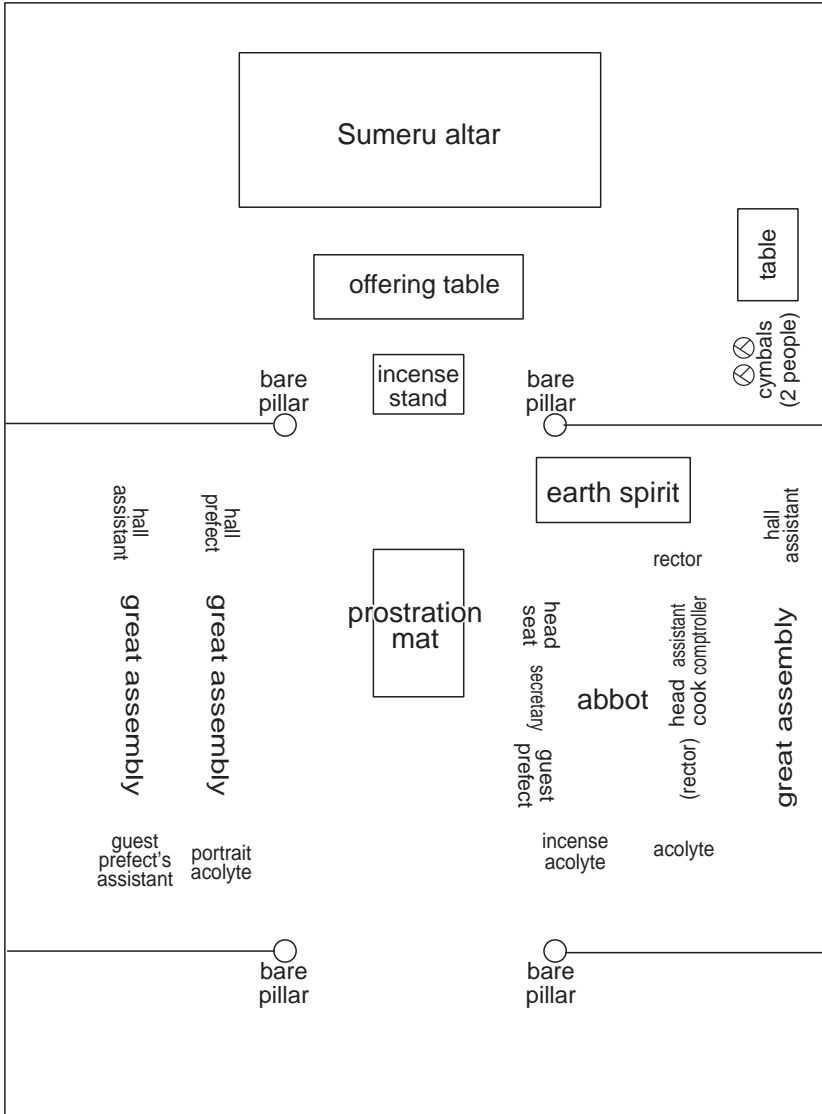 Sumeru altar
table
offering table
cymbals
(2 people)
bare
pillar
incense
stand
bare
pillar
hall
assistant
hall
prefect
earth spirit
hall
assistant
rector
great assembly
great assembly
prostration
mat
head
seat
secretary
guest
prefect
abbot
assistant
comptroller
head
cook
(rector)
great assembly
guest
prefect's
assistant
portrait
acolyte
incense
acolyte
acolyte
bare
pillar
bare
pillar